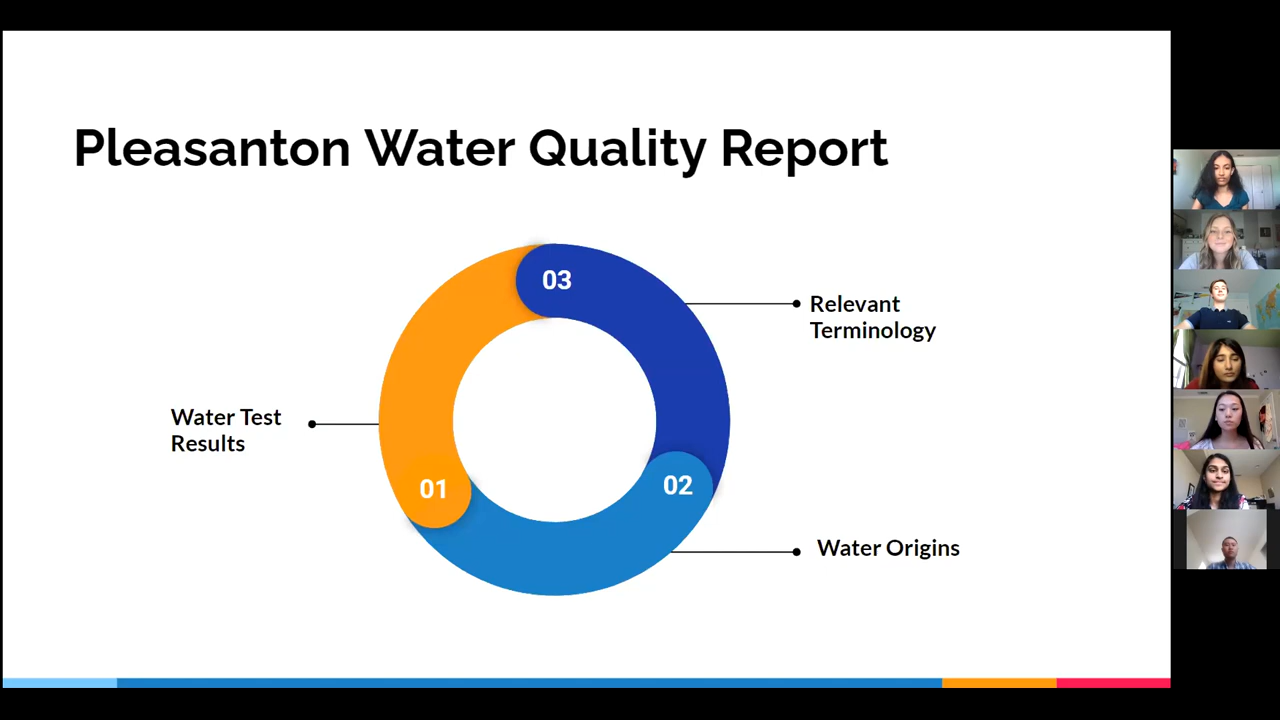 Pleasanton Water Quality Report
03
Relevant
Terminology
Water Test
Results
01
02
Water Origins